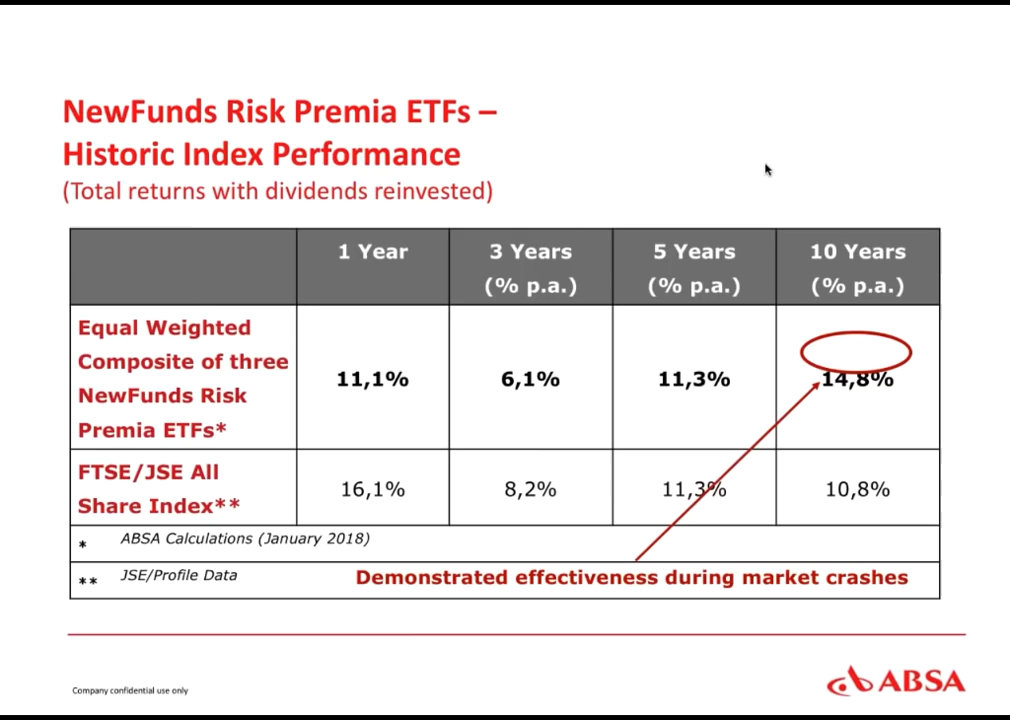 NewFunds Risk Premia ETFs –
Historic Index Performance
(Total returns with dividends reinvested)
1 Year
3 Years
(% p.a.)
5 Years
(% p.a.)
10 Years
(% p.a.)
Equal Weighted
Composite of three
NewFunds Risk
Premia ETFs*
11,1%
6,1%
11,3%
14,8%
FTSE/JSE All
Share Index**
16,1%
8,2%
11,3%
10,8%
* ABSA Calculations (January 2018)
** JSE/Profile Data
Demonstrated effectiveness during market crashes
Company confidential use only
ABSA